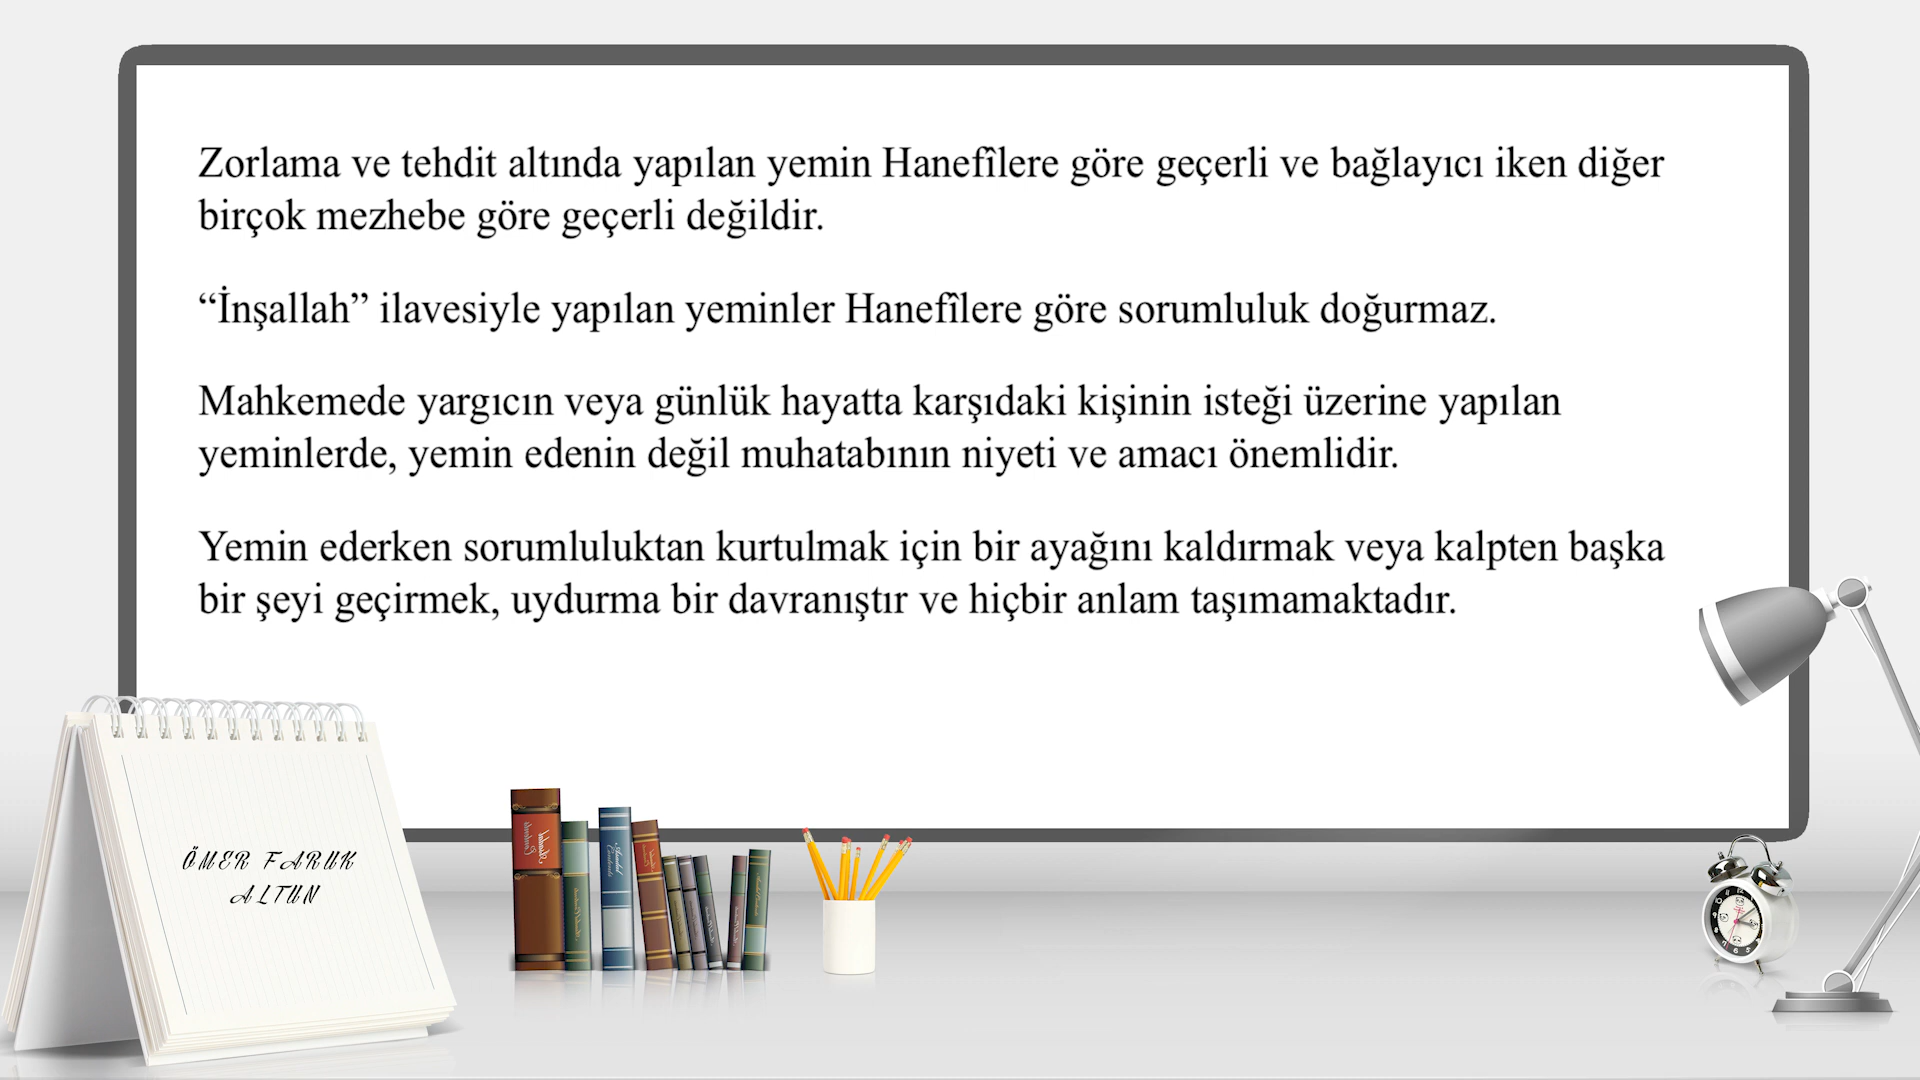 Zorlama ve tehdit altında yapılan yemin Hanefîlere göre geçerli ve bağlayıcı iken diğer
birçok mezhebe göre geçerli değildir.
“İnşallah” ilavesiyle yapılan yeminler Hanefîlere göre sorumluluk doğurmaz.
Mahkemede yargıcın veya günlük hayatta karşıdaki kişinin isteği üzerine yapılan
yeminlerde, yemin edenin değil muhatabının niyeti ve amacı önemlidir.
Yemin ederken sorumluluktan kurtulmak için bir ayağını kaldırmak veya kalpten başka
bir şeyi geçirmek, uydurma bir davranıştır ve hiçbir anlam taşımamaktadır.
ÖMER FARUK
ALTUN